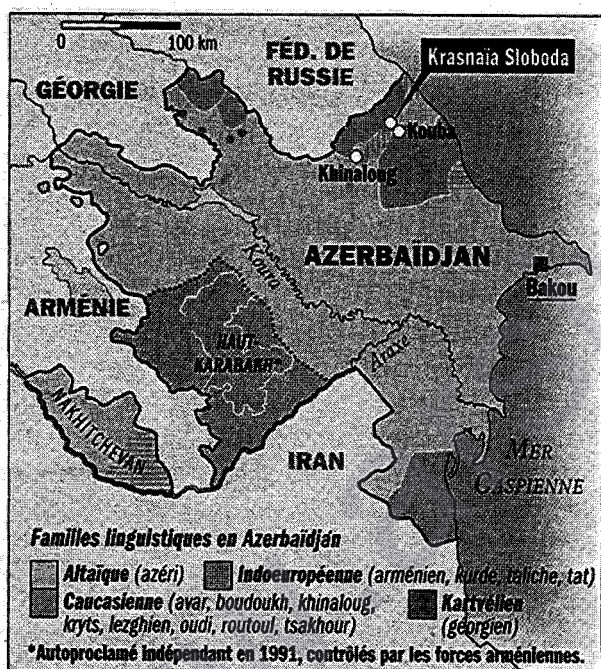 0 100 km
FÉD. DE
RUSSIE
Krasnaïa Sloboda
GÉORGIE
Kouba
Khinaloug
AZERBAÏDJAN
Koura
Bakou
ARMÉNIE
HAUT-
KARABAKH*
Araxe
NAKHITCHEVAN
IRAN
MER
CASPIENNE
Familles linguistiques en Azerbaïdjan
Altaïque (azéri) Indoeuropéenne (arménien, kurde, taliche, tat)
Caucasienne (avar, boudoukh, khinaloug,
kryts, lezghien, oudi, routoul, tsakhour)
Kartvélien
(géorgien)
*Autoproclamé indépendant en 1991, contrôlés par les forces arméniennes.